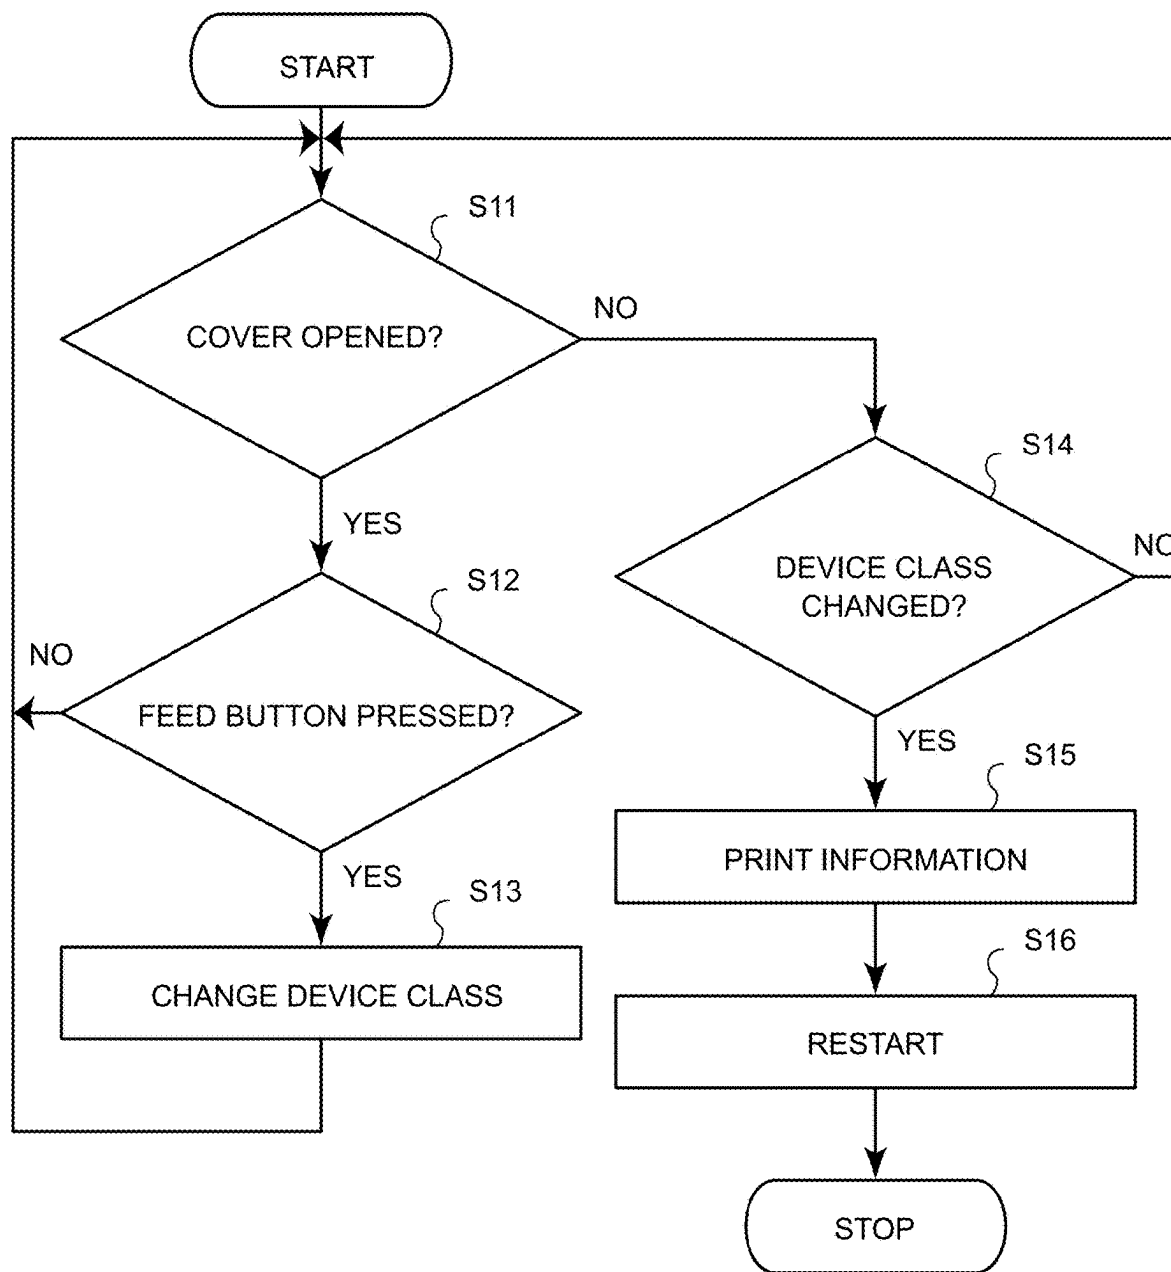 START
S11
COVER OPENED?
NO
S14
DEVICE CLASS
CHANGED?
NO
YES
S12
NO
FEED BUTTON PRESSED?
YES
S15
PRINT INFORMATION
YES
S13
CHANGE DEVICE CLASS
S16
RESTART
STOP